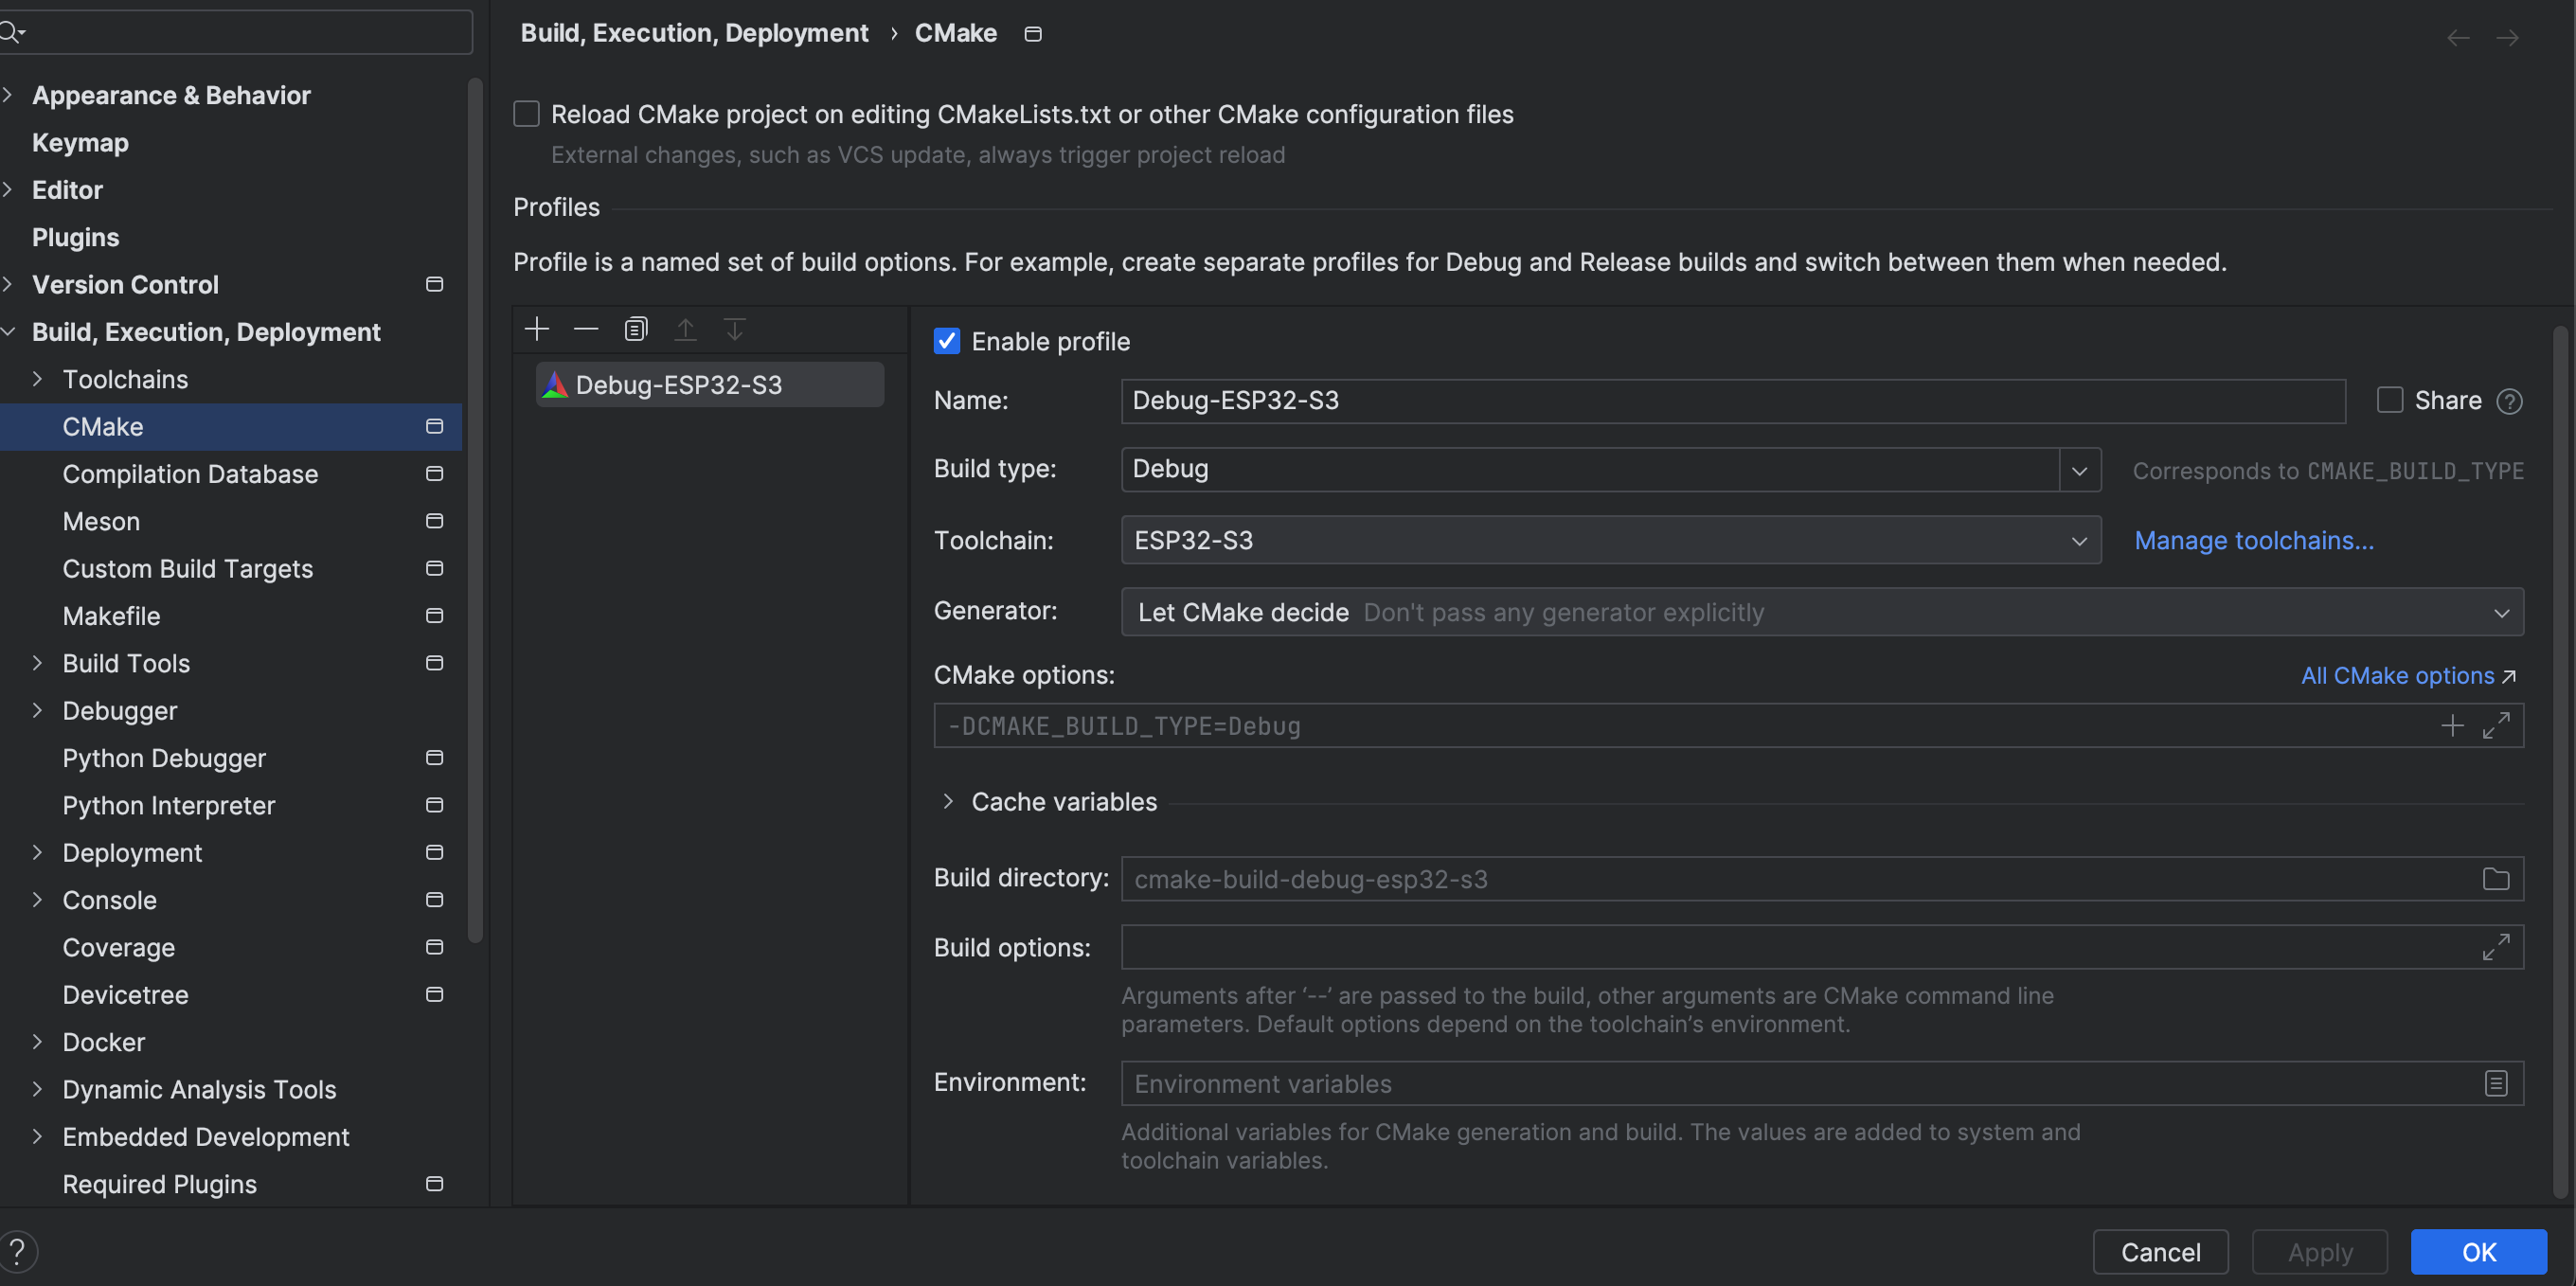 Appearance & Behavior
Keymap
Editor
Plugins
Version Control
Build, Execution, Deployment
Toolchains
CMake
Compilation Database
Meson
Custom Build Targets
Makefile
Build Tools
Debugger
Python Debugger
Python Interpreter
Deployment
Console
Coverage
Devicetree
Docker
Dynamic Analysis Tools
Embedded Development
Required Plugins
?
Build, Execution, Deployment › CMake
Reload CMake project on editing CMakeLists.txt or other CMake configuration files
External changes, such as VCS update, always trigger project reload
Profiles
Profile is a named set of build options. For example, create separate profiles for Debug and Release builds and switch between them when needed.
Debug-ESP32-S3
Enable profile
Name: Debug-ESP32-S3 Share ?
Build type: Debug Corresponds to CMAKE_BUILD_TYPE
Toolchain: ESP32-S3 Manage toolchains...
Generator: Let CMake decide Don't pass any generator explicitly
CMake options: All CMake options ↗
-DCMAKE_BUILD_TYPE=Debug
Cache variables
Build directory: cmake-build-debug-esp32-s3
Build options:
Arguments after ‘--’ are passed to the build, other arguments are CMake command line
parameters. Default options depend on the toolchain’s environment.
Environment: Environment variables
Additional variables for CMake generation and build. The values are added to system and
toolchain variables.
Cancel Apply OK